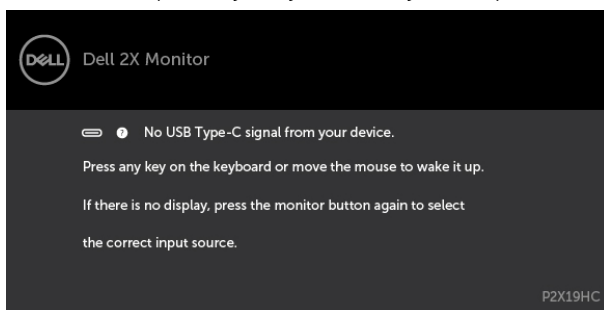 DELL
Dell 2X Monitor
? No USB Type-C signal from your device.
Press any key on the keyboard or move the mouse to wake it up.
If there is no display, press the monitor button again to select
the correct input source.
P2X19HC